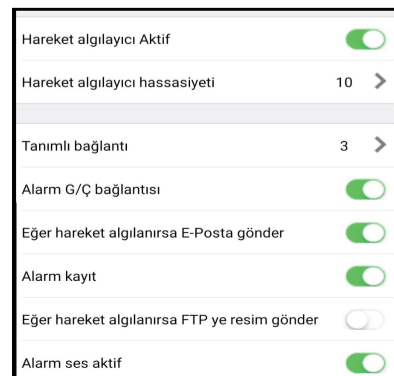 Hareket algılayıcı Aktif
Hareket algılayıcı hassasiyeti 10
Tanımlı bağlantı 3
Alarm G/Ç bağlantısı
Eğer hareket algılanırsa E-Posta gönder
Alarm kayıt
Eğer hareket algılanırsa FTP ye resim gönder
Alarm ses aktif